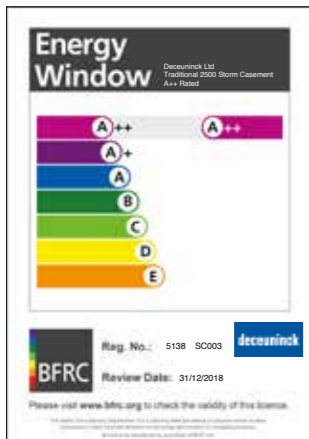 Energy
Window
Deceuninck Ltd
Traditional 2500 Storm Casement
A++ Rated
A++ A++
A+
A
B
C
D
E
deceuninck
Reg. No.: 5138 SC003
BFRC
Review Date: 31/12/2018
Please visit www.bfrc.org to check the validity of this licence.